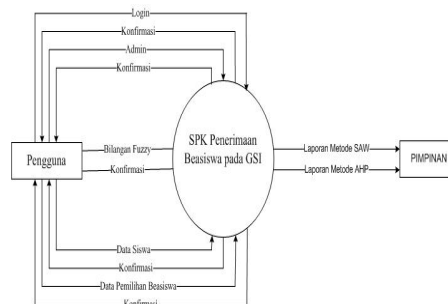 Login
Konfirmasi
Admin
Konfirmasi
Pengguna
Bilangan Fuzzy
Konfirmasi
SPK Penerimaan
Beasiswa pada GSI
Laporan Metode SAW
Laporan Metode AHP
PIMPINAN
Data Siswa
Konfirmasi
Data Pemilihan Beasiswa
Konfirmasi